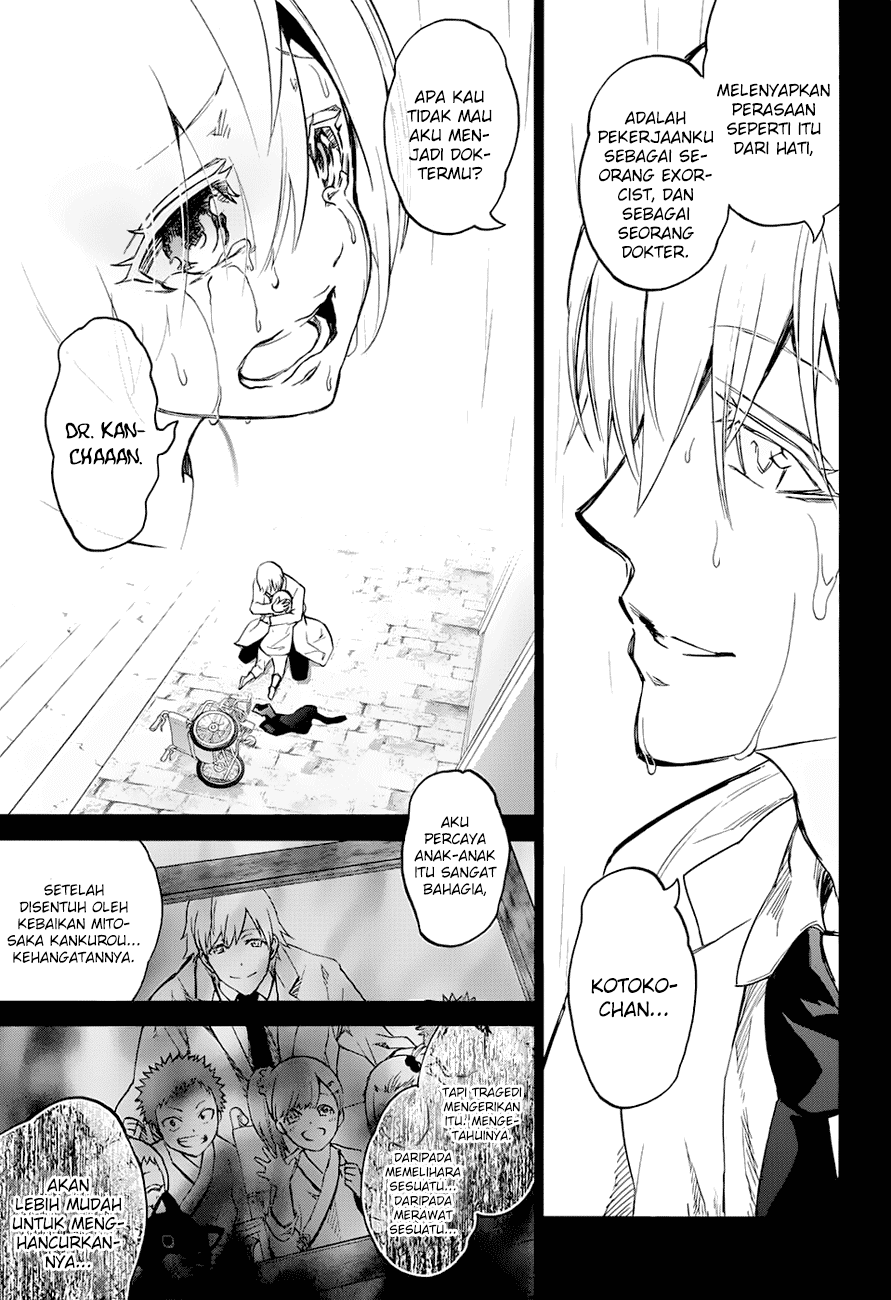 MELENYAPKAN
PERASAAN
SEPERTI ITU
DARI HATI,
ADALAH
PEKERJAANKU
SEBAGAI SE-
ORANG EXOR-
CIST, DAN
SEBAGAI
SEORANG
DOKTER.
KOTOKO-
CHAN...
APA KAU
TIDAK MAU
AKU MEN-
JADI DOK-
TERMU?
DR. KAN-
CHAAAN.
AKU
PERCAYA
ANAK-ANAK
ITU SANGAT
BAHAGIA,
SETELAH
DISENTUH OLEH
KEBAIKAN MITO-
SAKA KANKUROU...
KEHANGATANNYA.
TAPI TRAGEDI
MENGERIKAN
ITU. MENGE-
TAHUINYA.
DARIPADA
MEMELIHARA
SESUATU...
DARIPADA
MERAWAT
SESUATU...
AKAN
LEBIH MUDAH
UNTUK MENG-
HANCURKAN-
NYA...